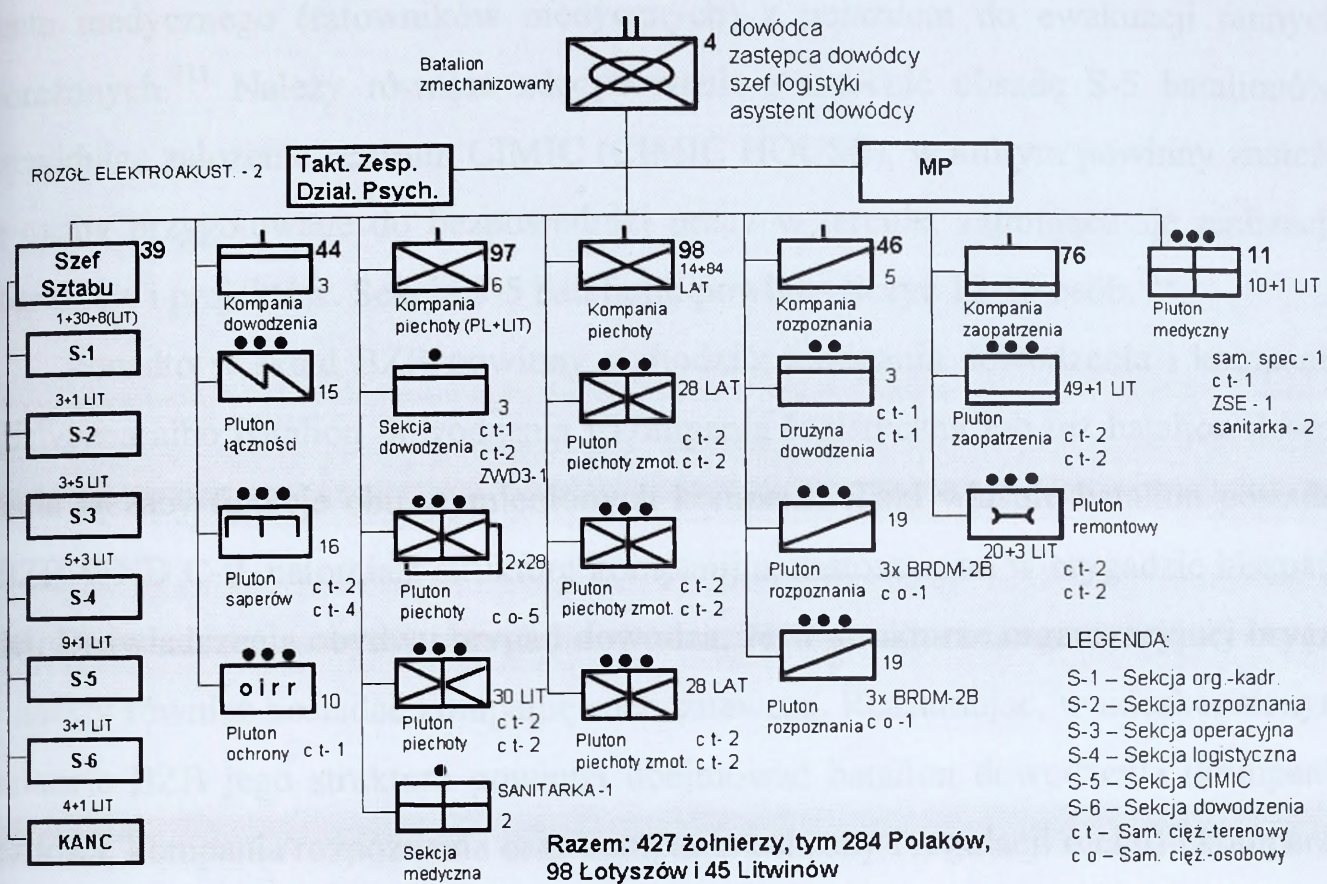 4
dowódca
zastępca dowódcy
szef logistyki
asystent dowódcy
Batalion
zmechanizowany
ROZGŁ ELEKTROAKUST. - 2
Takt. Zesp.
Dział. Psych.
MP
Szef
Sztabu
39
1+30+8(LIT)
S-1
3+1 LIT
S-2
3+5 LIT
S-3
5+3 LIT
S-4
9+1 LIT
S-5
3+1 LIT
S-6
4+1 LIT
KANC
44
3
Kompania
dowodzenia
15
Pluton
łączności
16
Pluton
saperów
c t- 2
c t- 4
oirr
10
Pluton
ochrony
c t- 1
97
6
Kompania
piechoty (PL+LIT)
3
Sekcja
dowodzenia
c t-1
c t-2
ZWD3-1
2x28
Pluton
piechoty
c o- 5
30 LIT
Pluton
piechoty
c t- 2
c t- 2
SANITARKA -1
2
Sekcja
medyczna
98
14+84
LAT
Kompania
piechoty
28 LAT
Pluton
piechoty zmot.
c t- 2
c t- 2
Pluton
piechoty zmot.
c t- 2
c t- 2
28 LAT
Pluton
piechoty zmot.
c t- 2
c t- 2
46
5
Kompania
rozpoznania
3
Drużyna
dowodzenia
c t- 1
c t- 1
19
Pluton
rozpoznania
3x BRDM-2B
c o -1
19
Pluton
rozpoznania
3x BRDM-2B
c o -1
76
Kompania
zaopatrzenia
49+1 LIT
Pluton
zaopatrzenia
c t- 2
c t- 2
Pluton
remontowy
20+3 LIT
c t- 2
c t- 2
11
10+1 LIT
Pluton
medyczny
sam. spec - 1
c t- 1
ZSE - 1
sanitarka - 2
LEGENDA:
S-1 – Sekcja org.-kadr.
S-2 – Sekcja rozpoznania
S-3 – Sekcja operacyjna
S-4 – Sekcja logistyczna
S-5 – Sekcja CIMIC
S-6 – Sekcja dowodzenia
c t – Sam. cięż.-terenowy
c o – Sam. cięż.-osobowy
Razem: 427 żołnierzy, tym 284 Polaków,
98 Łotyszów i 45 Litwinów